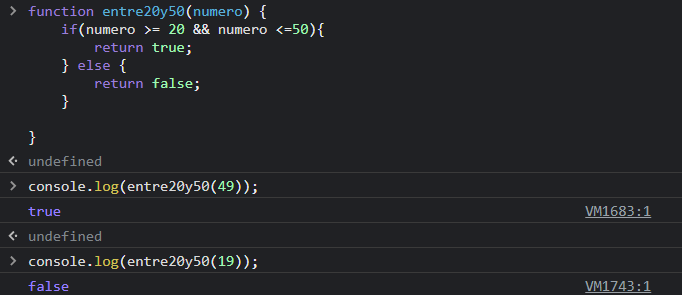 function entre20y50(numero) {
if(numero >= 20 && numero <=50){
return true;
} else {
return false;
}
}
undefined
console.log(entre20y50(49));
true VM1683:1
undefined
console.log(entre20y50(19));
false VM1743:1